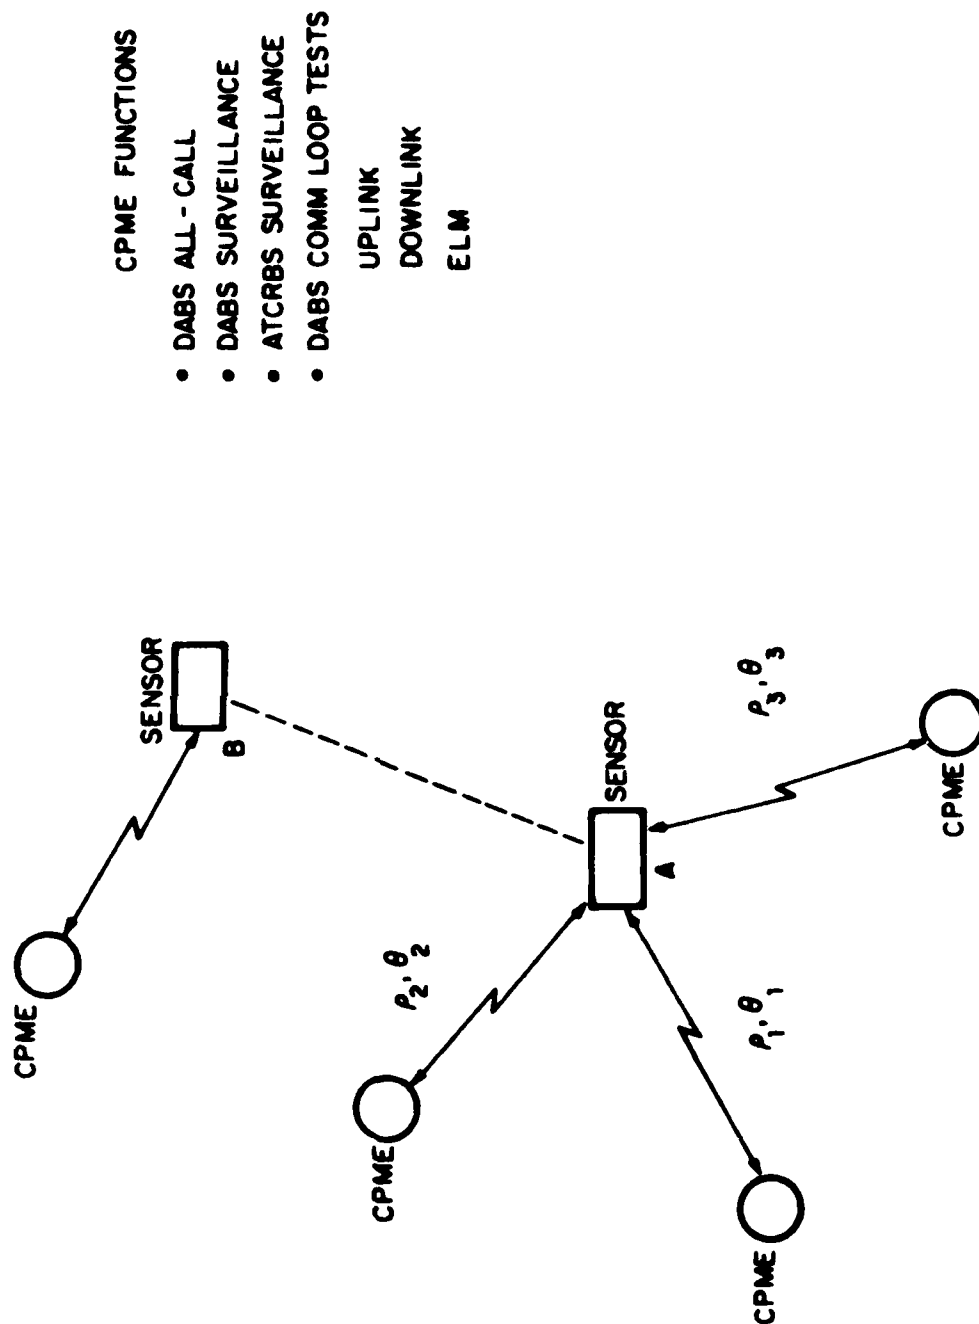 CPME FUNCTIONS
• DABS ALL-CALL
• DABS SURVEILLANCE
• ATCRBS SURVEILLANCE
• DABS COMM LOOP TESTS
UPLINK
DOWNLINK
ELM
CPME
SENSOR
B
CPME
ρ₂, θ₂
SENSOR
A
CPME
ρ₁, θ₁
ρ₃, θ₃
CPME